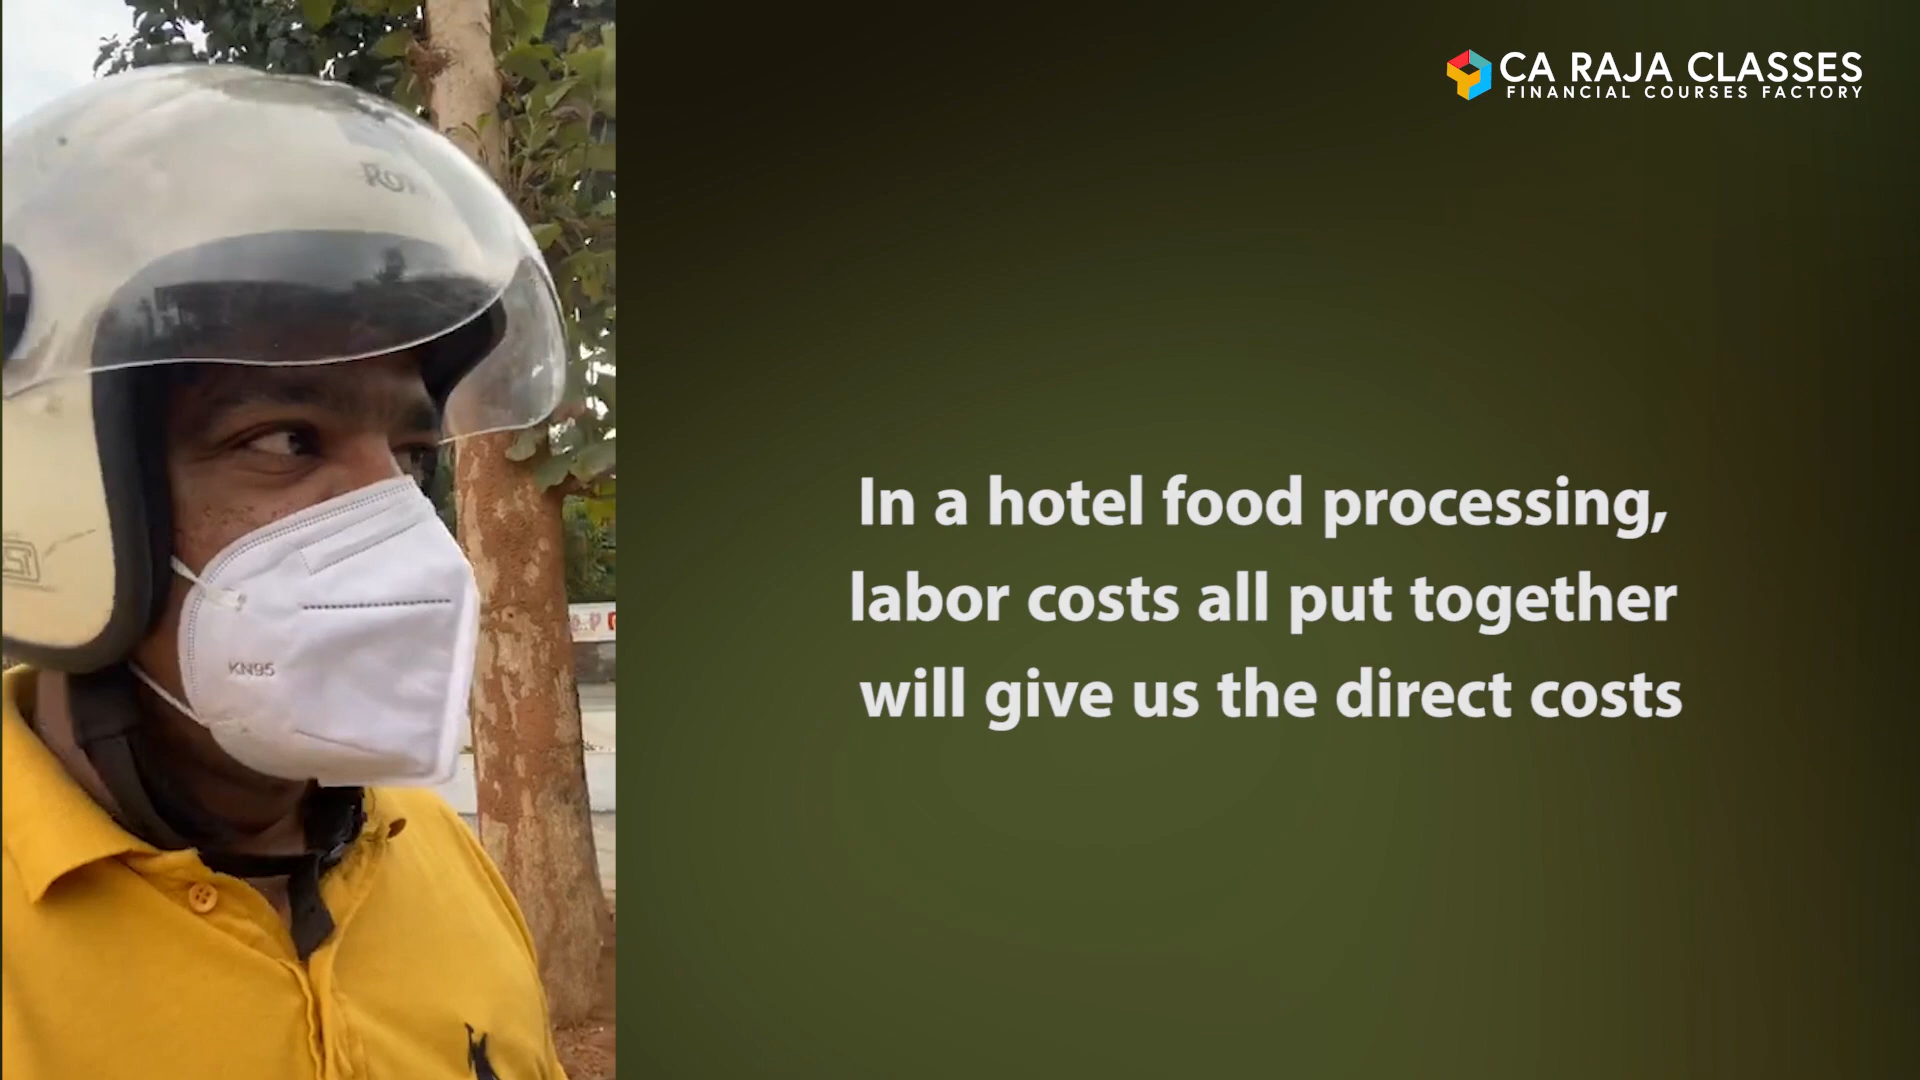 CA RAJA CLASSES
FINANCIAL COURSES FACTORY
In a hotel food processing,
labor costs all put together
will give us the direct costs
KN95